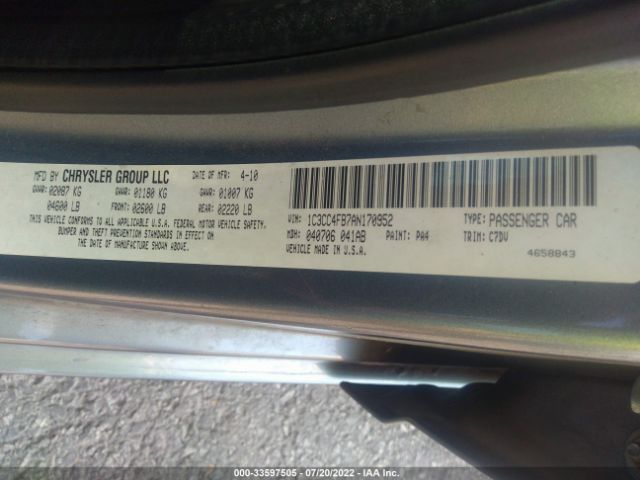 MFD BY CHRYSLER GROUP LLC DATE OF MFR 4-10
GVWR 02087 KG GAWR 01180 KG GAWR 01007 KG
04600 LB FRONT 02600 LB REAR 02220 LB
THIS VEHICLE CONFORMS TO ALL APPLICABLE U.S.A. FEDERAL MOTOR VEHICLE SAFETY,
BUMPER AND THEFT PREVENTION STANDARDS IN EFFECT ON
THE DATE OF MANUFACTURE SHOWN ABOVE.
VIN: 1C3CC4FB7AN170952 TYPE: PASSENGER CAR
MDH: 040706 041AB PAINT: PA4 TRIM: C7DV
VEHICLE MADE IN U.S.A.
4658843
000-33597505 / 07/20/2022 - IAA Inc.